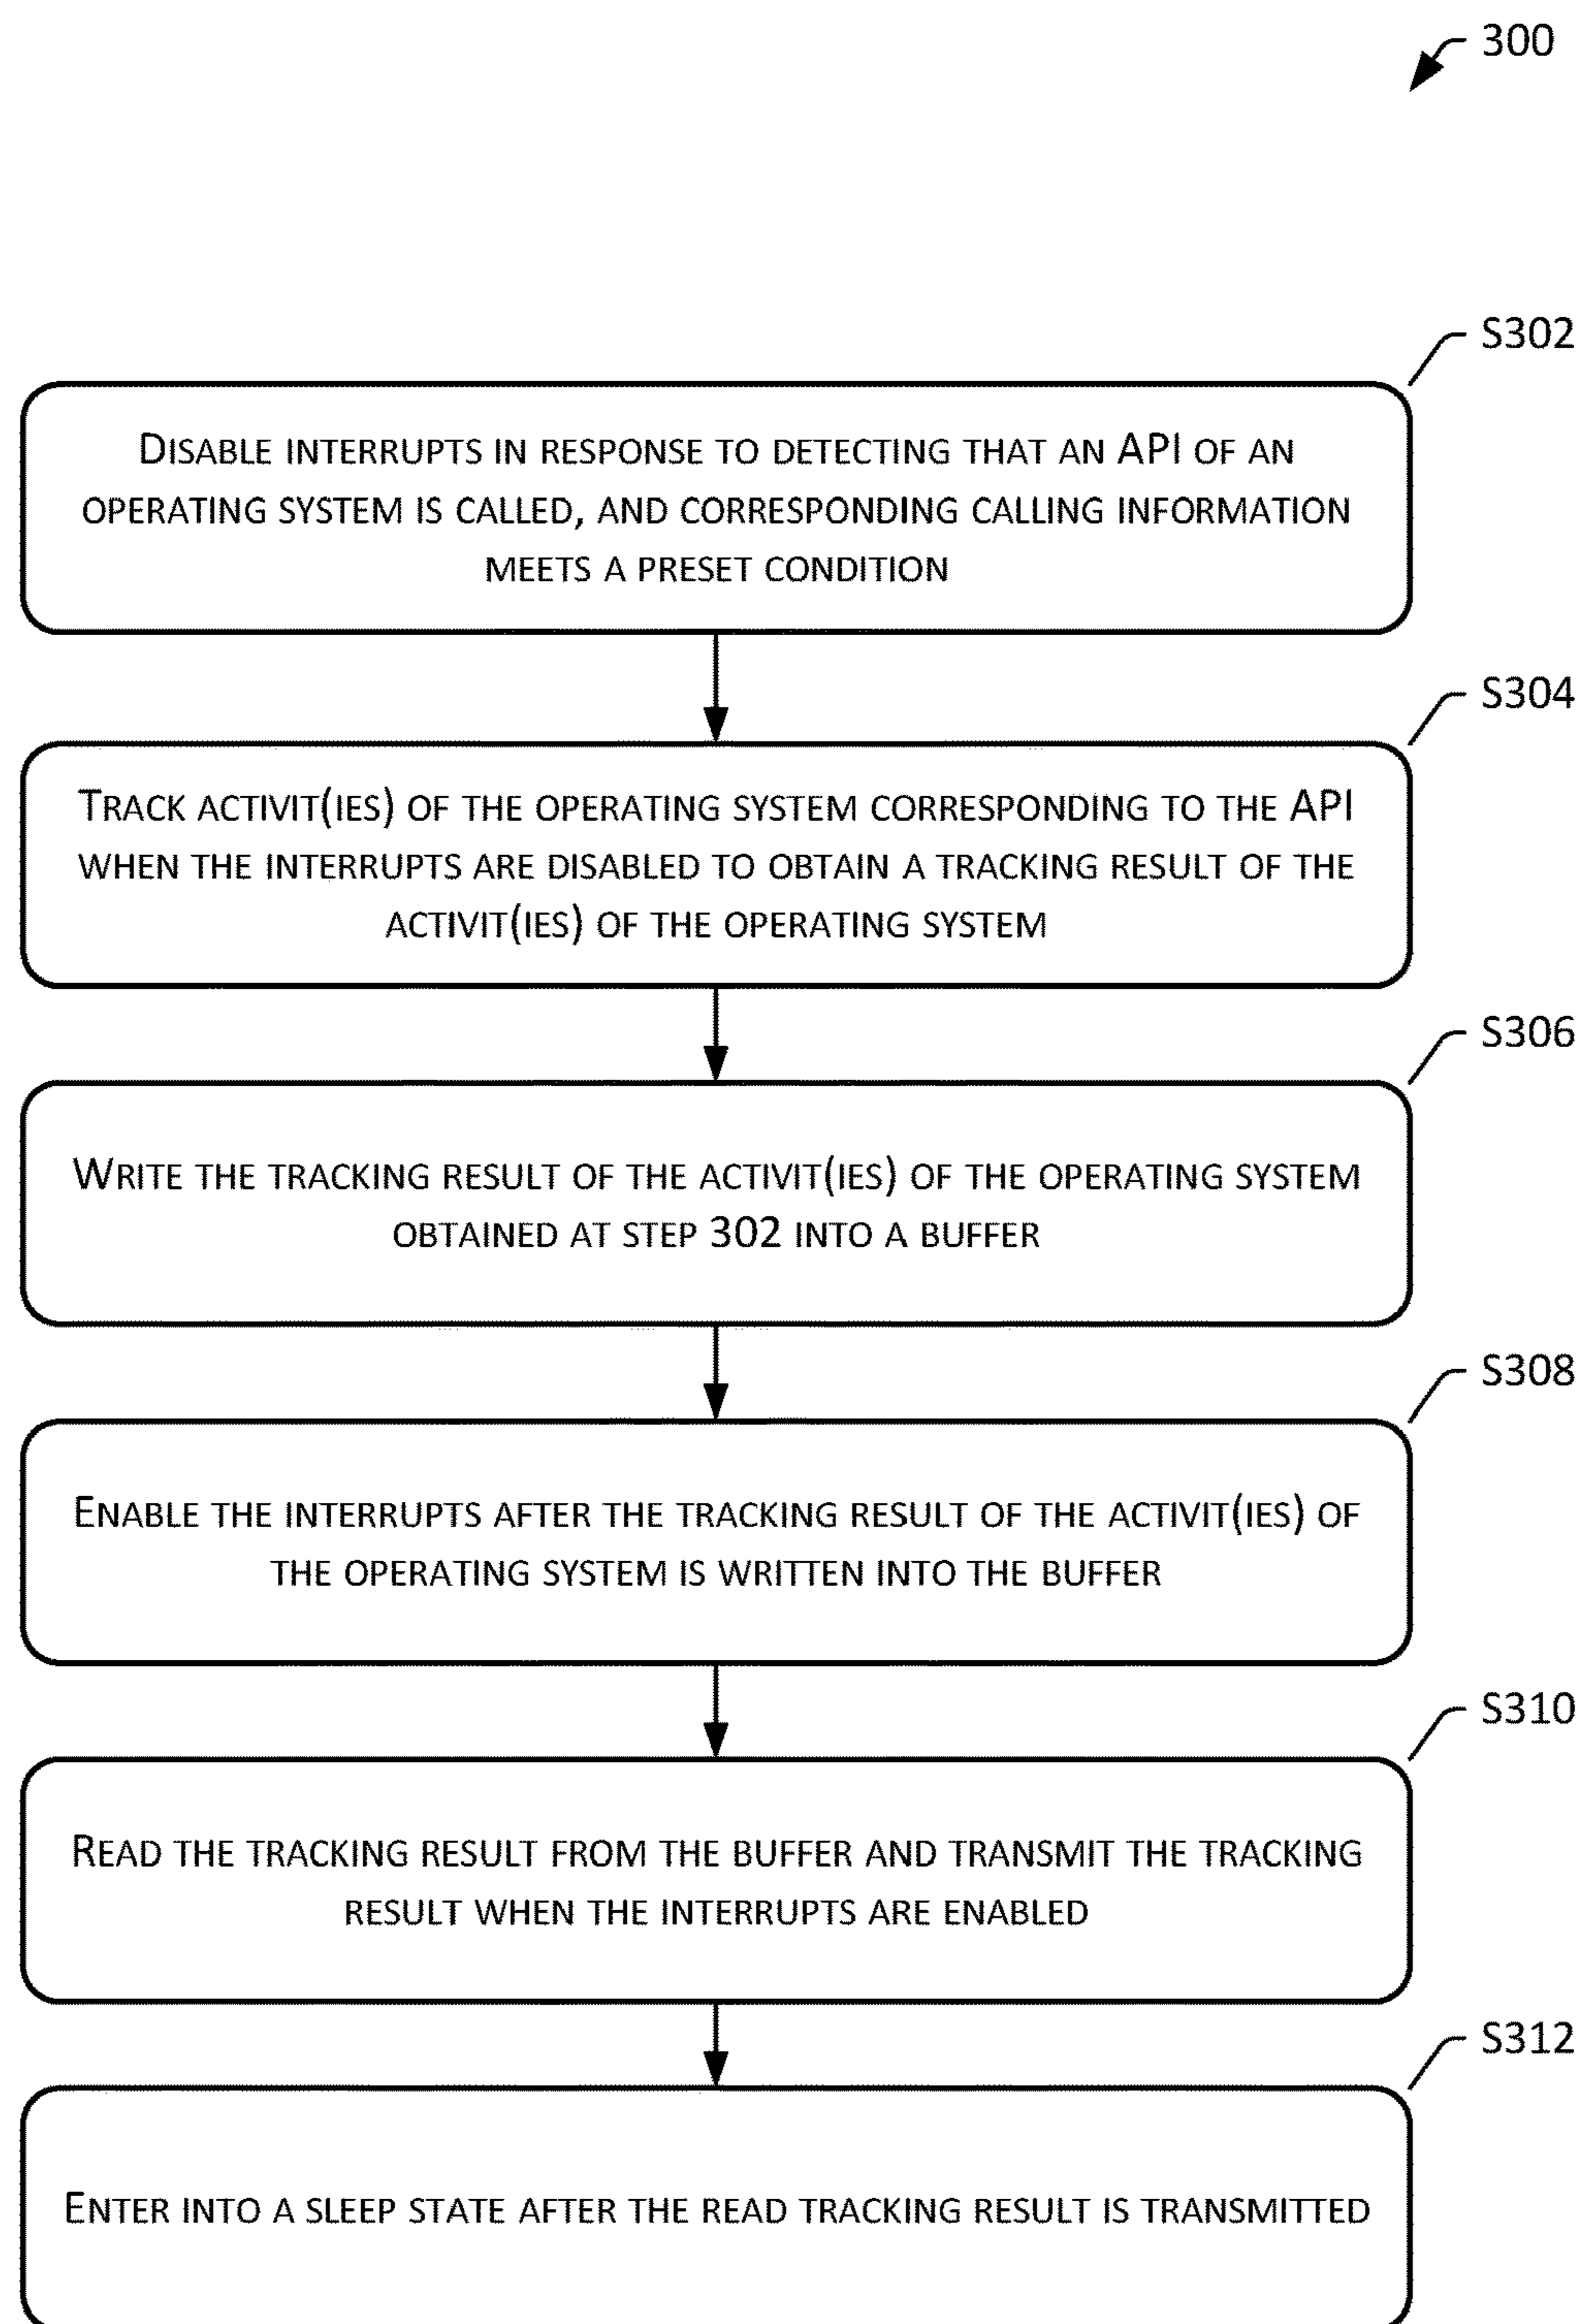 300
S302
Disable interrupts in response to detecting that an API of an
operating system is called, and corresponding calling information
meets a preset condition
S304
Track activit(ies) of the operating system corresponding to the API
when the interrupts are disabled to obtain a tracking result of the
activit(ies) of the operating system
S306
Write the tracking result of the activit(ies) of the operating system
obtained at step 302 into a buffer
S308
Enable the interrupts after the tracking result of the activit(ies) of
the operating system is written into the buffer
S310
Read the tracking result from the buffer and transmit the tracking
result when the interrupts are enabled
S312
Enter into a sleep state after the read tracking result is transmitted